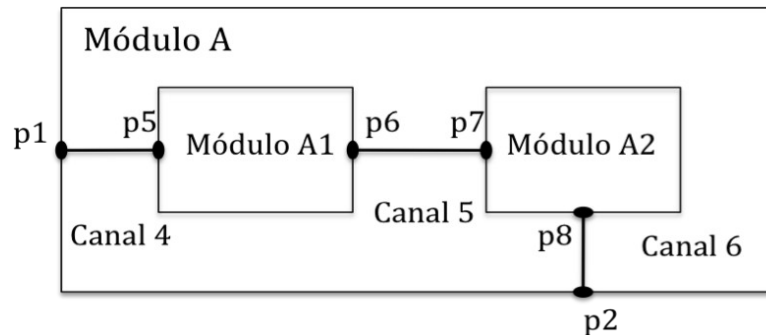 Módulo A
p1
p5
Módulo A1
p6
p7
Módulo A2
Canal 4
Canal 5
p8
Canal 6
p2